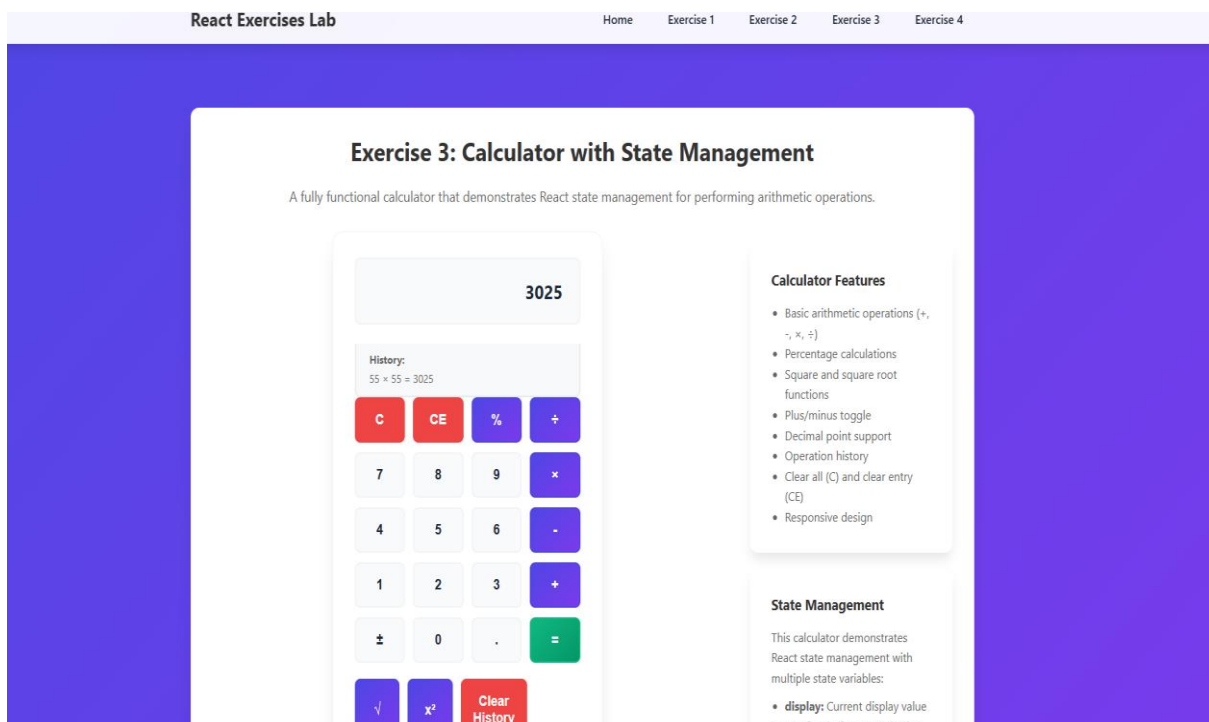 React Exercises Lab
Home Exercise 1 Exercise 2 Exercise 3 Exercise 4
Exercise 3: Calculator with State Management
A fully functional calculator that demonstrates React state management for performing arithmetic operations.
3025
History:
55 × 55 = 3025
C CE % ÷
7 8 9 ×
4 5 6 -
1 2 3 +
± 0 . =
√ x² Clear
History
Calculator Features
• Basic arithmetic operations (+,
-, ×, ÷)
• Percentage calculations
• Square and square root
functions
• Plus/minus toggle
• Decimal point support
• Operation history
• Clear all (C) and clear entry
(CE)
• Responsive design
State Management
This calculator demonstrates
React state management with
multiple state variables:
• display: Current display value